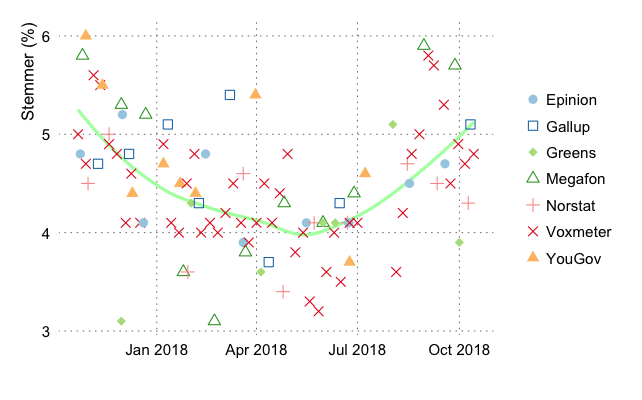 Stemmer (%)
6
5
4
3
Jan 2018
Apr 2018
Jul 2018
Oct 2018
Epinion
Gallup
Greens
Megafon
Norstat
Voxmeter
YouGov